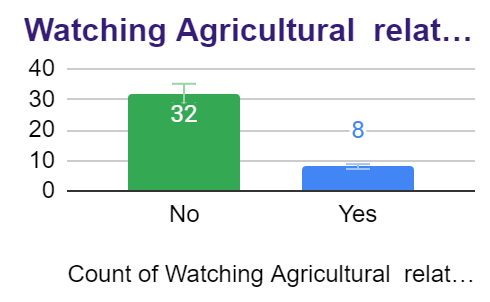 Watching Agricultural  relat…
40
30
20
10
0
32
8
No
Yes
Count of Watching Agricultural  relat…